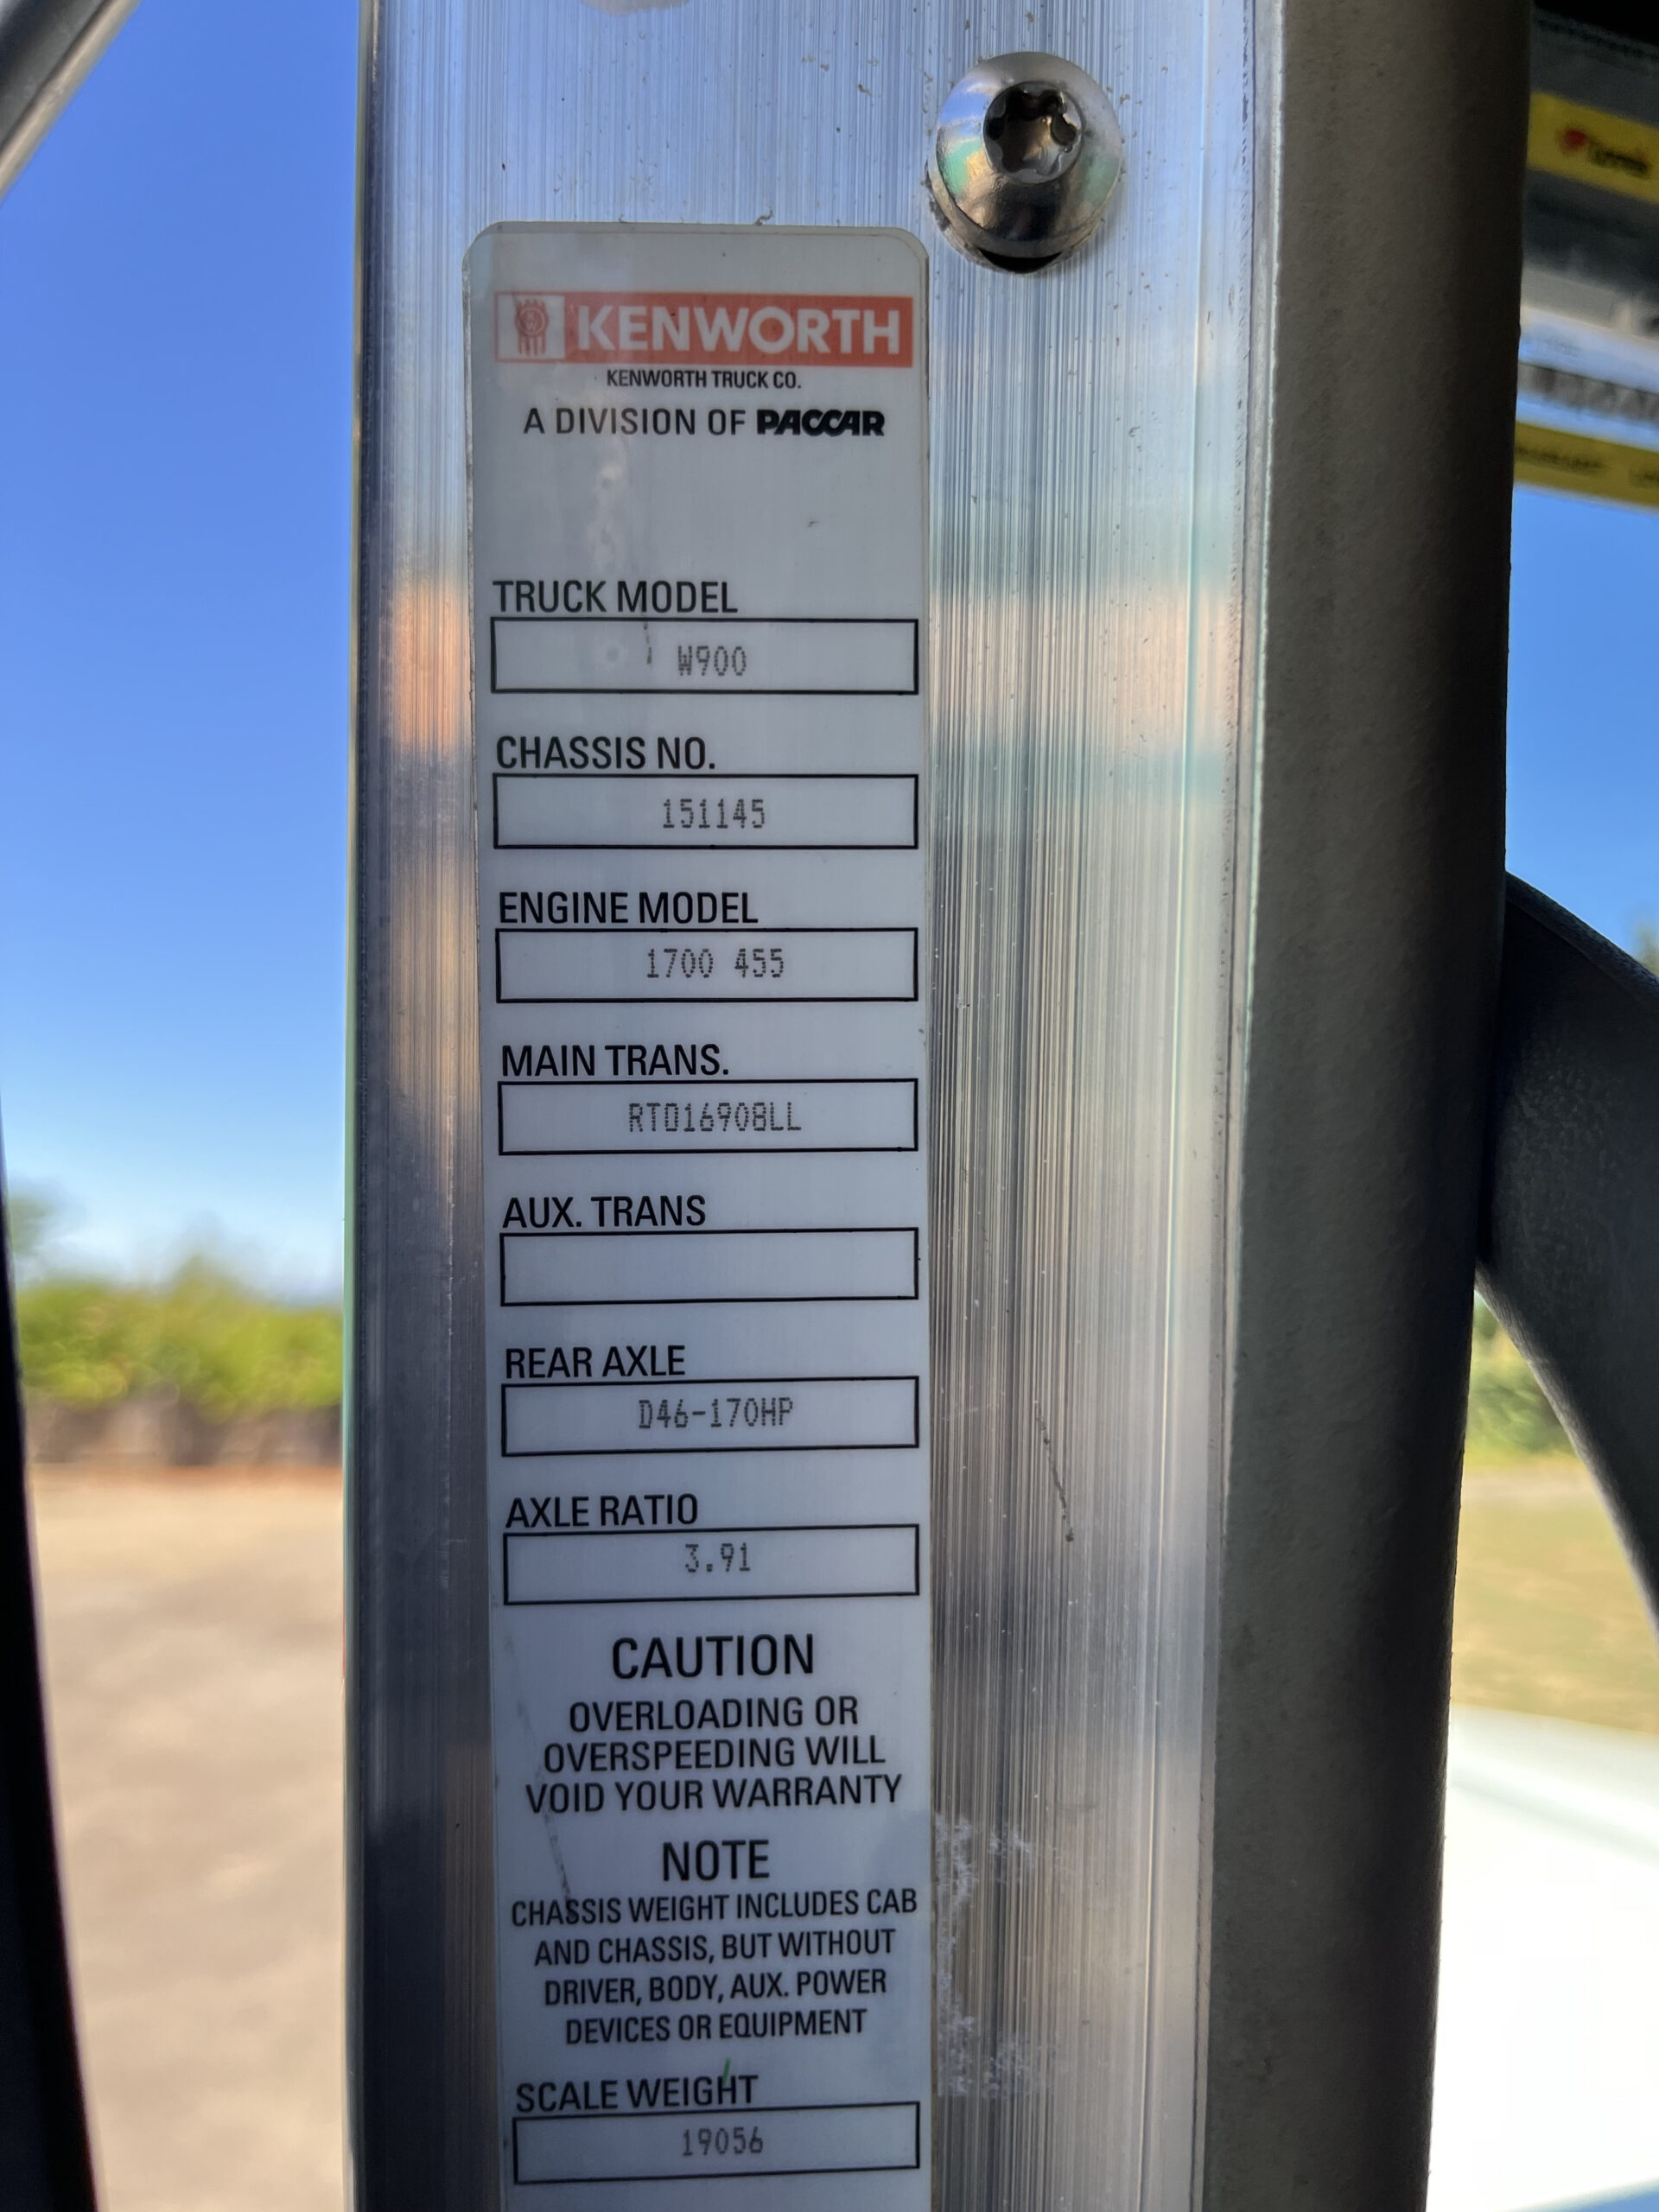 KENWORTH
KENWORTH TRUCK CO.
A DIVISION OF PACCAR
TRUCK MODEL
W900
CHASSIS NO.
151145
ENGINE MODEL
1700 455
MAIN TRANS.
RTO16908LL
AUX. TRANS
REAR AXLE
D46-170HP
AXLE RATIO
3.91
CAUTION
OVERLOADING OR
OVERSPEEDING WILL
VOID YOUR WARRANTY
NOTE
CHASSIS WEIGHT INCLUDES CAB
AND CHASSIS, BUT WITHOUT
DRIVER, BODY, AUX. POWER
DEVICES OR EQUIPMENT
SCALE WEIGHT
19056